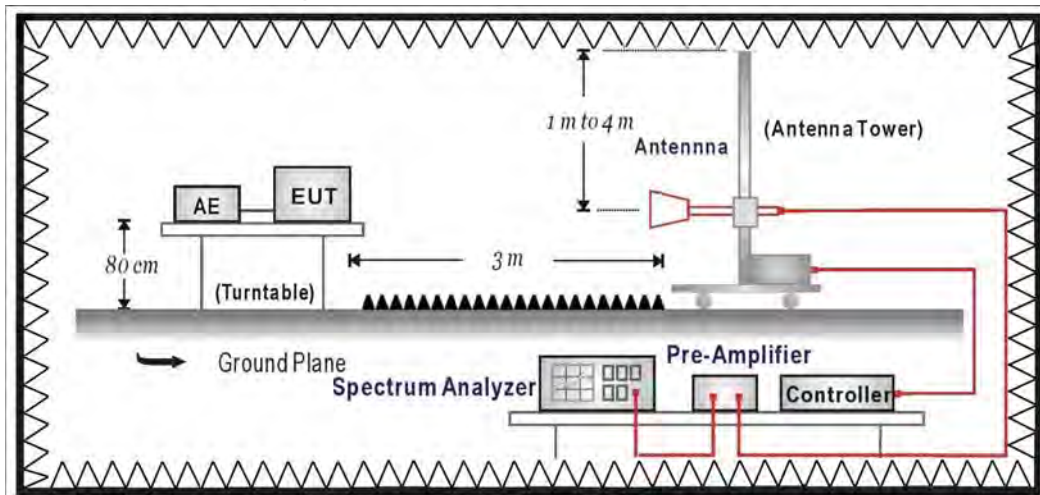 1 m to 4 m
(Antenna Tower)
Antennna
EUT
AE
80 cm
3 m
(Turntable)
Ground Plane
Pre-Amplifier
Spectrum Analyzer
Controller